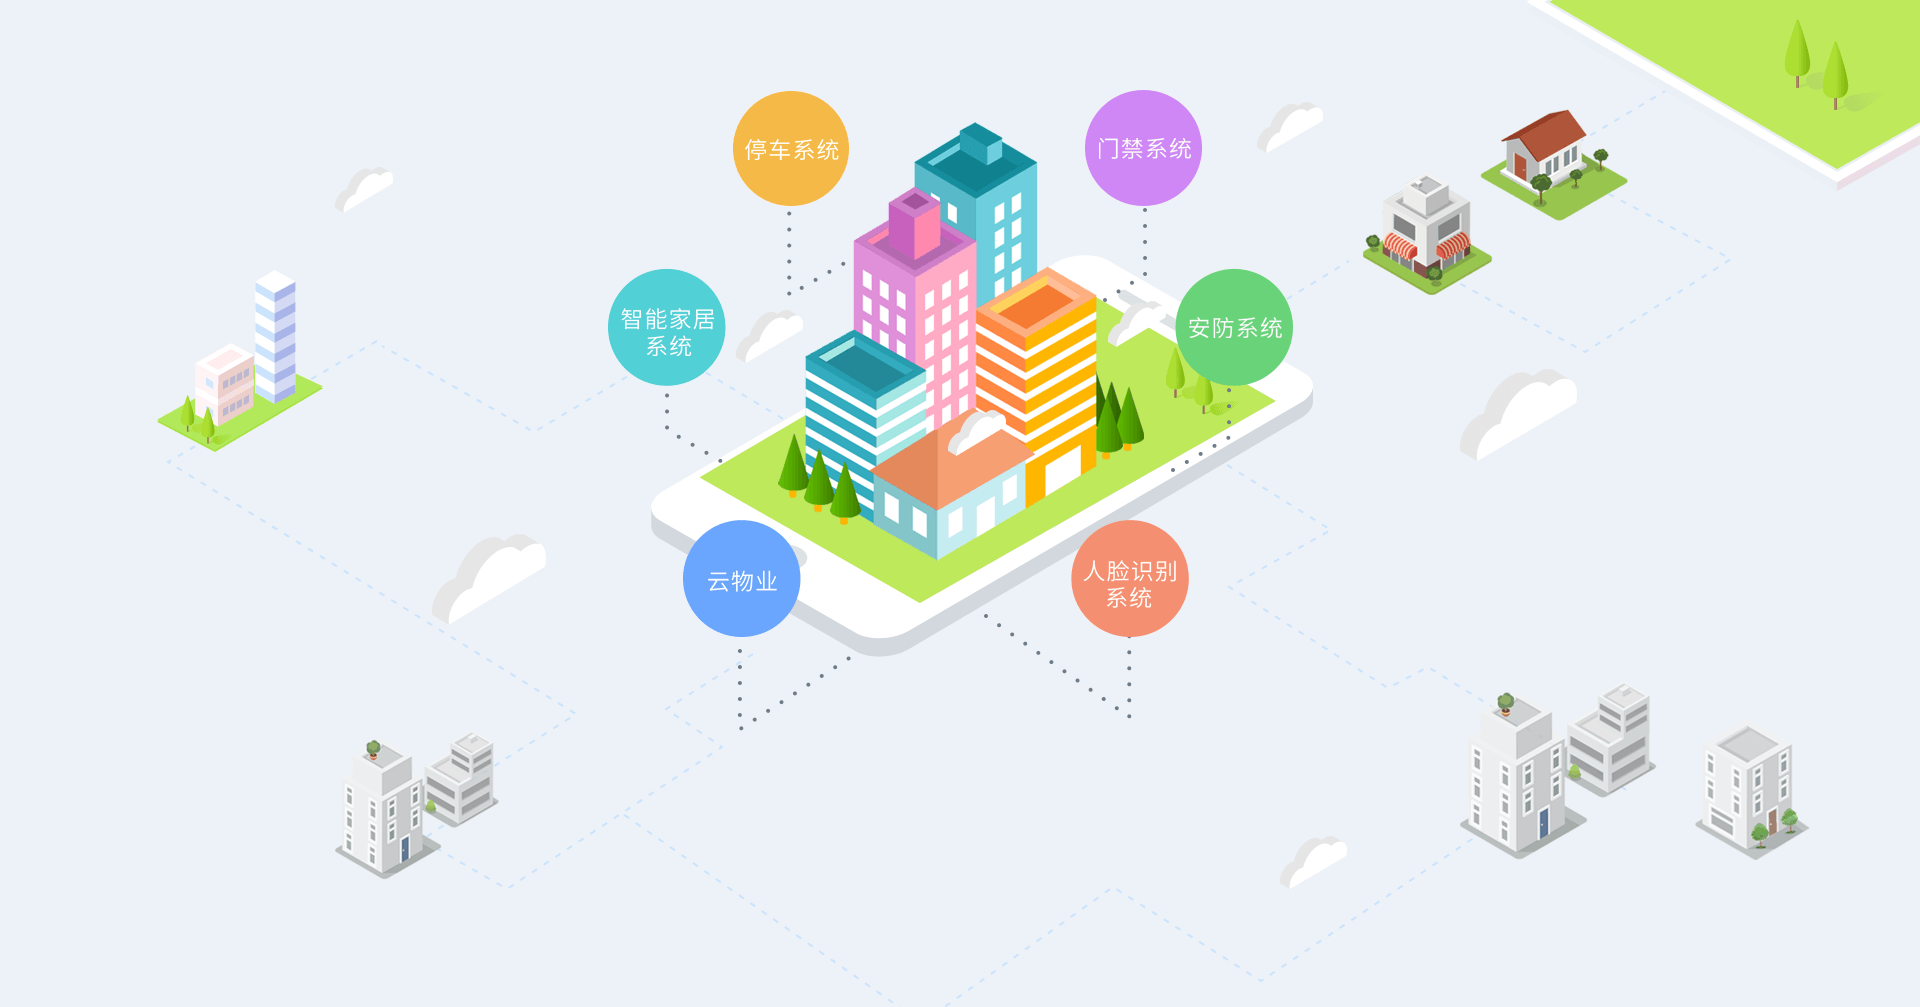 停车系统
门禁系统
智能家居
系统
安防系统
云物业
人脸识别
系统